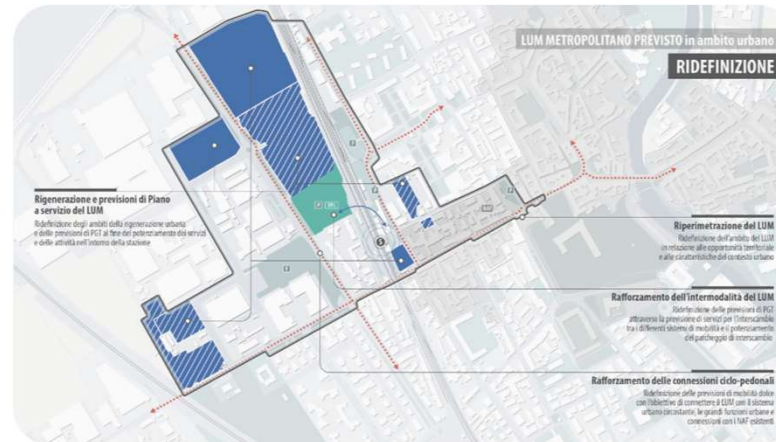 LUM METROPOLITANO PREVISTO in ambito urbano
RIDEFINIZIONE
Rigenerazione e previsioni di Piano
a servizio del LUM
Ridefinizione degli ambiti della rigenerazione urbana
e delle previsioni di PGT ai fine del potenziamento dei servizi
e delle attività nell'intorno della stazione
Riperimetrazione del LUM
Ridefinizione dell'ambito del LUM
in relazione alle opportunità territoriale
e alle caratteristiche del contesto urbano
Rafforzamento dell'intermodalità del LUM
Ridefinizione delle previsioni di PGT
attraverso la previsione di servizi per l'interscambio
tra i differenti sistemi di mobilità e il potenziamento
del parcheggio di interscambio
Rafforzamento delle connessioni ciclo-pedonali
Ridefinizione delle previsioni di mobilità dolce
con l'obiettivo di connettere il LUM con il sistema
urbano circostante, le grandi funzioni urbane e
connessioni con i NAF esistenti
P
P
S
NAF